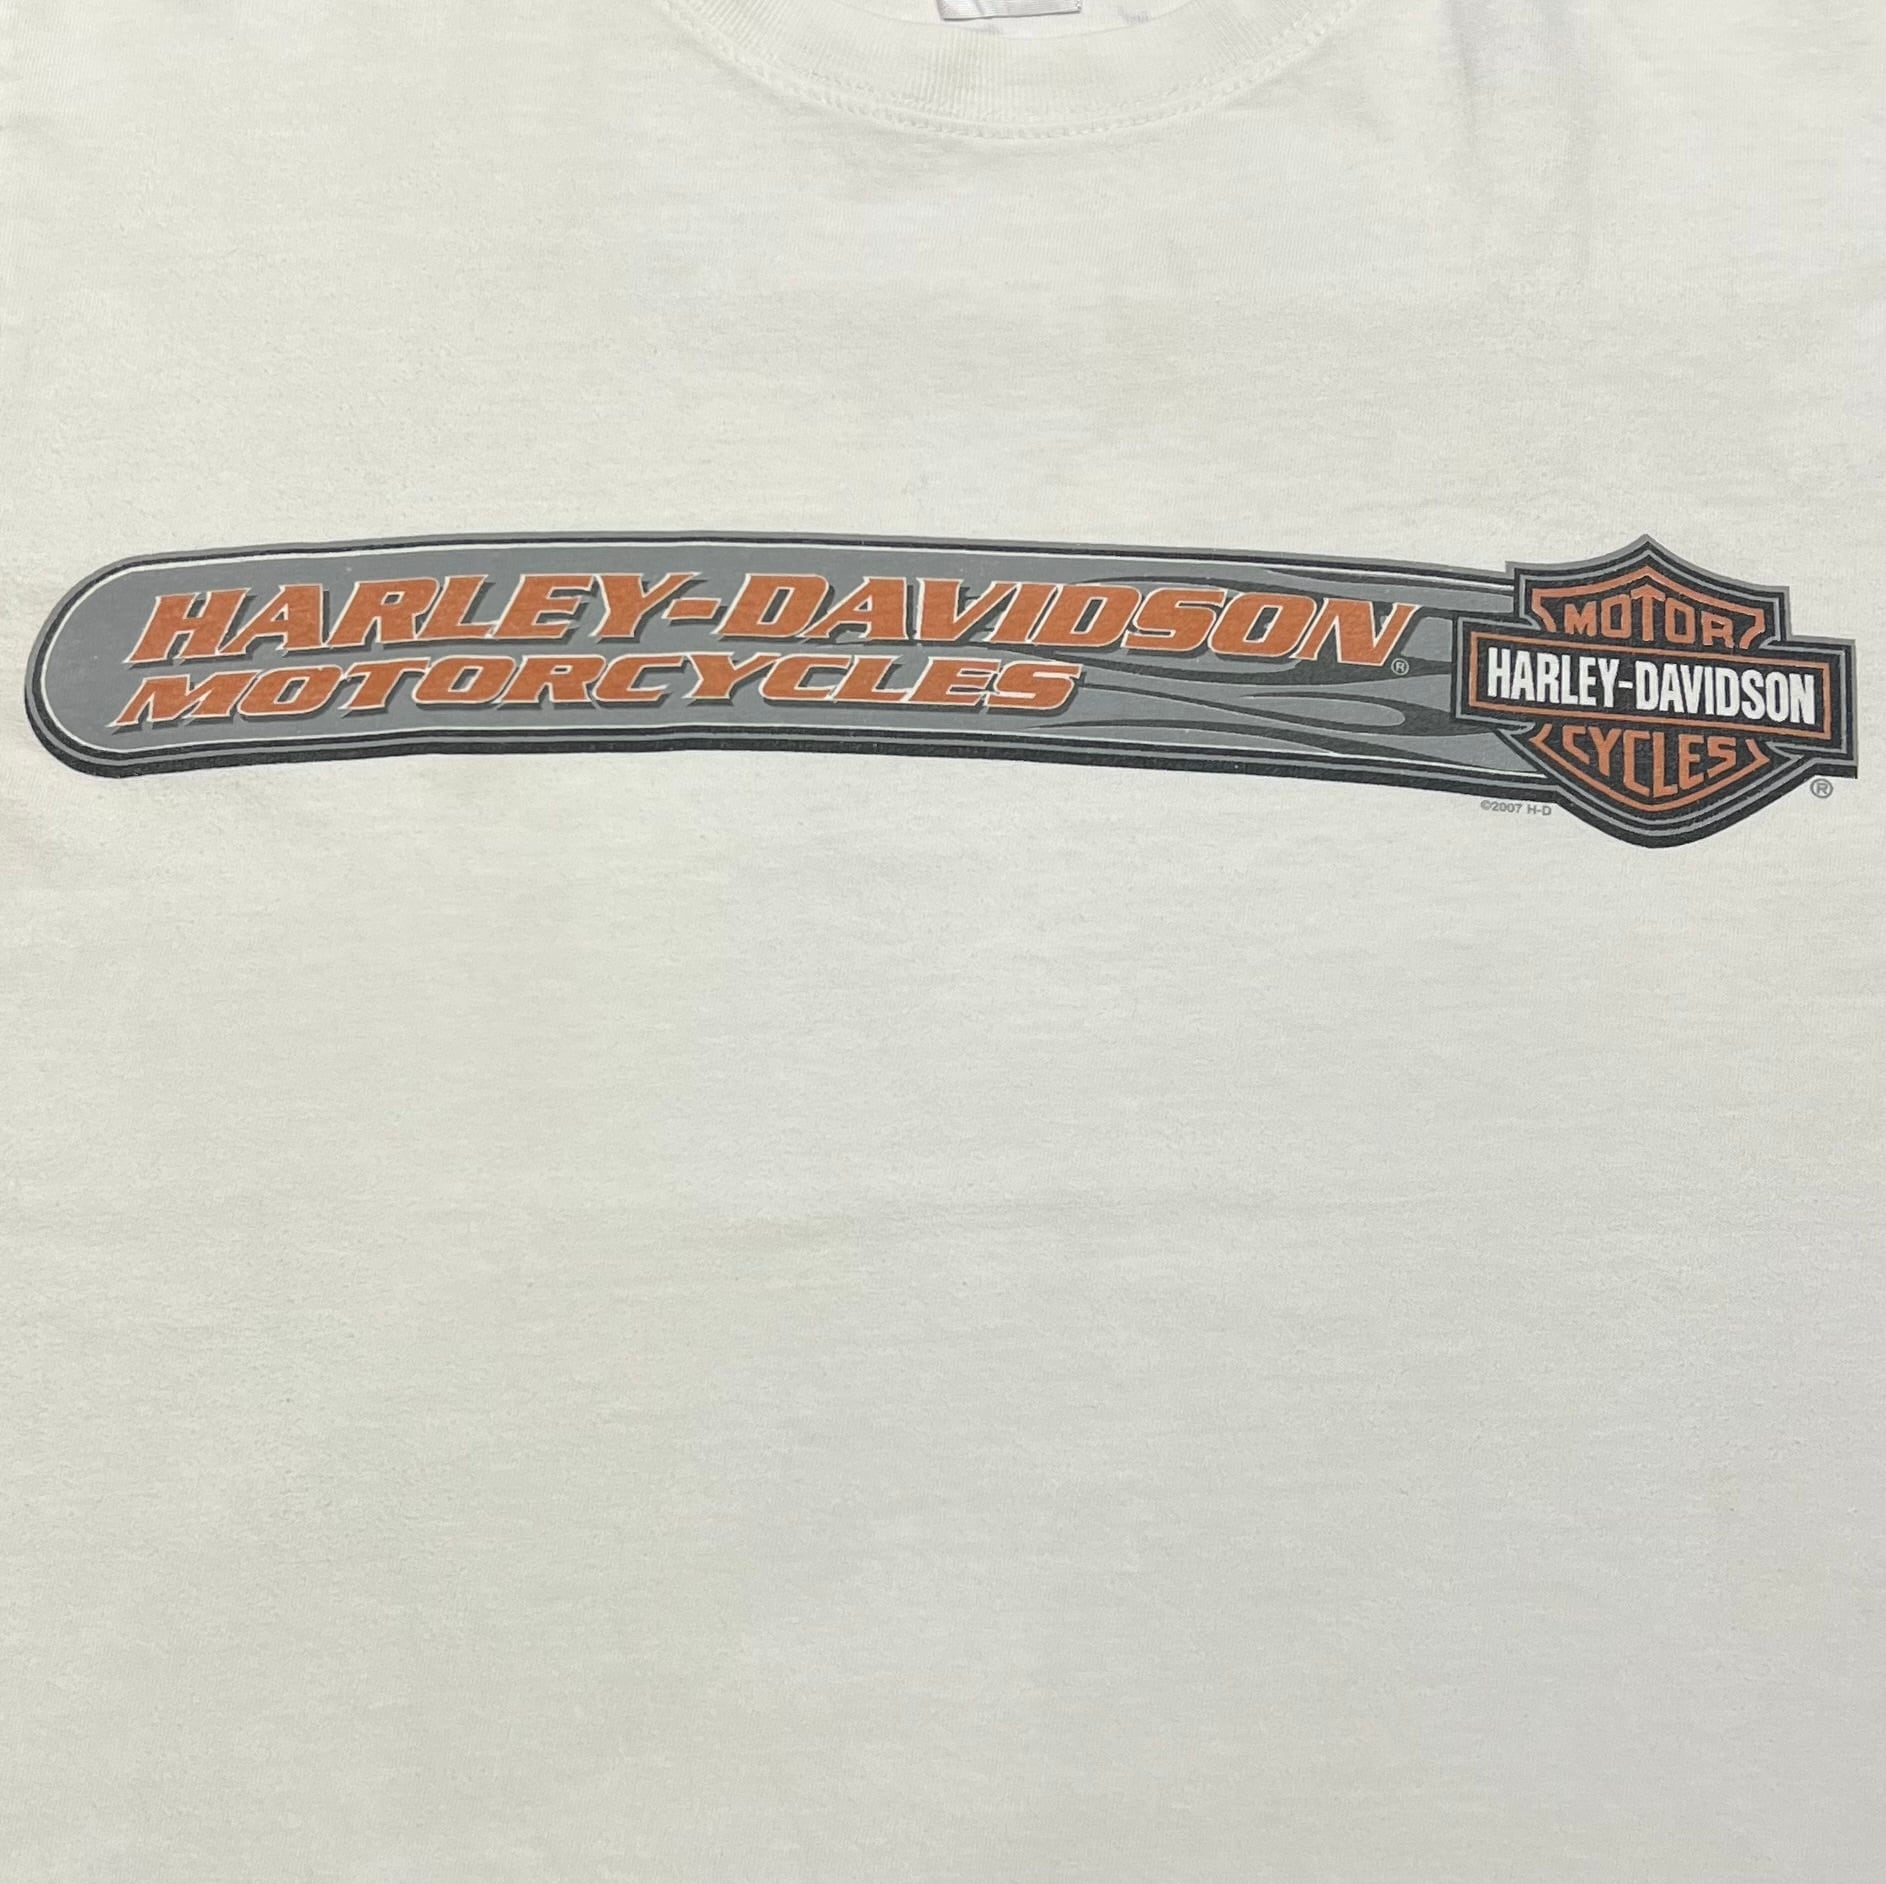 HARLEY-DAVIDSON®
MOTORCYCLES
MOTOR
HARLEY-DAVIDSON
CYCLES
®
©2007 H-D